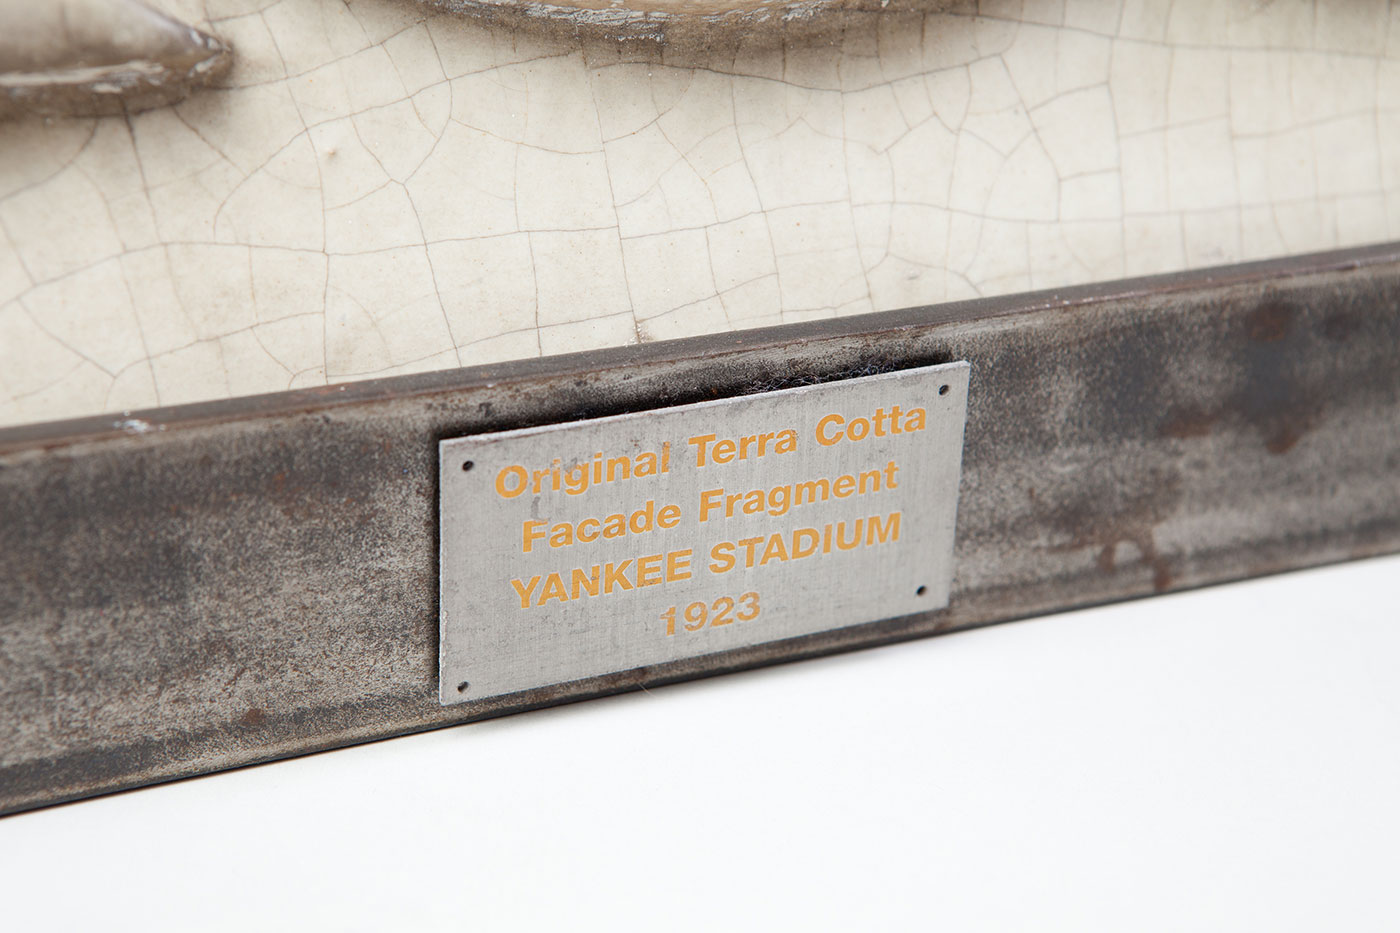 Original Terra Cotta
Facade Fragment
YANKEE STADIUM
1923